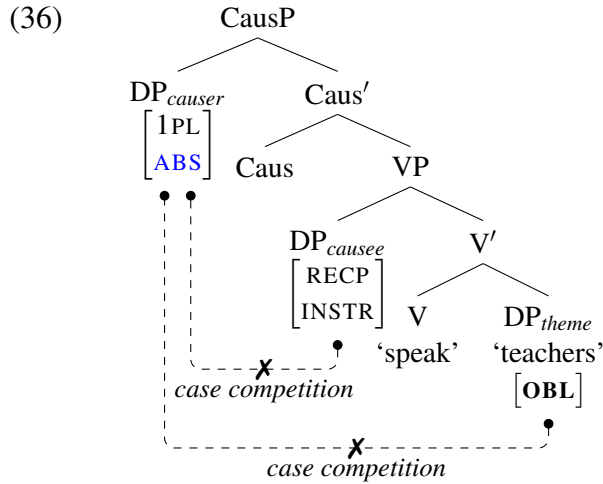 (36) CausP
DPcauser Caus′
[1PL ABS] Caus VP
DPcausee V′
[RECP INSTR] V DPtheme
‘speak’ ‘teachers’
[OBL]
✗
case competition
✗
case competition